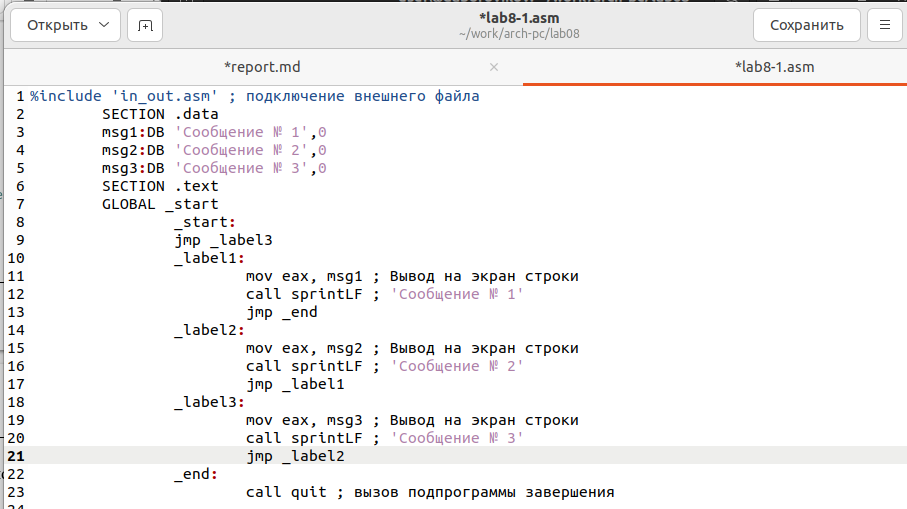 Открыть
*lab8-1.asm
~/work/arch-pc/lab08
Сохранить
*report.md × *lab8-1.asm
1 %include 'in_out.asm' ; подключение внешнего файла
2 SECTION .data
3 msg1:DB 'Сообщение № 1',0
4 msg2:DB 'Сообщение № 2',0
5 msg3:DB 'Сообщение № 3',0
6 SECTION .text
7 GLOBAL _start
8 _start:
9 jmp _label3
10 _label1:
11 mov eax, msg1 ; Вывод на экран строки
12 call sprintLF ; 'Сообщение № 1'
13 jmp _end
14 _label2:
15 mov eax, msg2 ; Вывод на экран строки
16 call sprintLF ; 'Сообщение № 2'
17 jmp _label1
18 _label3:
19 mov eax, msg3 ; Вывод на экран строки
20 call sprintLF ; 'Сообщение № 3'
21 jmp _label2
22 _end:
23 call quit ; вызов подпрограммы завершения